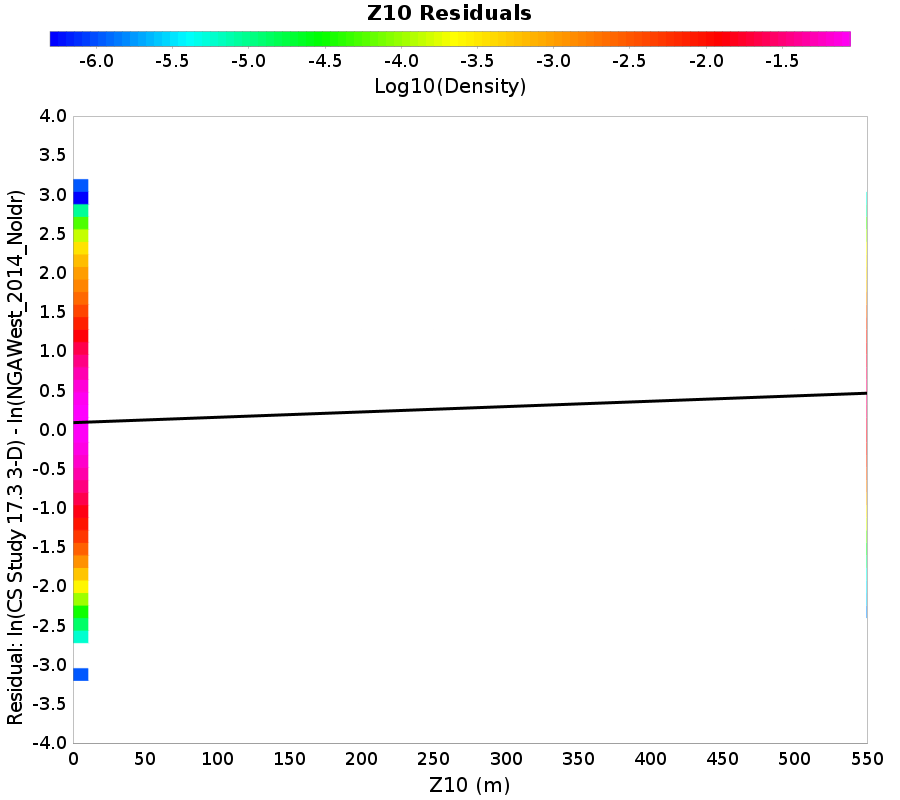 Z10 Residuals
-6.0 -5.5 -5.0 -4.5 -4.0 -3.5 -3.0 -2.5 -2.0 -1.5
Log10(Density)
Residual: ln(CS Study 17.3 3-D) - ln(NGAWest_2014_NoIdr)
4.0
3.5
3.0
2.5
2.0
1.5
1.0
0.5
0.0
-0.5
-1.0
-1.5
-2.0
-2.5
-3.0
-3.5
-4.0
0 50 100 150 200 250 300 350 400 450 500 550
Z10 (m)